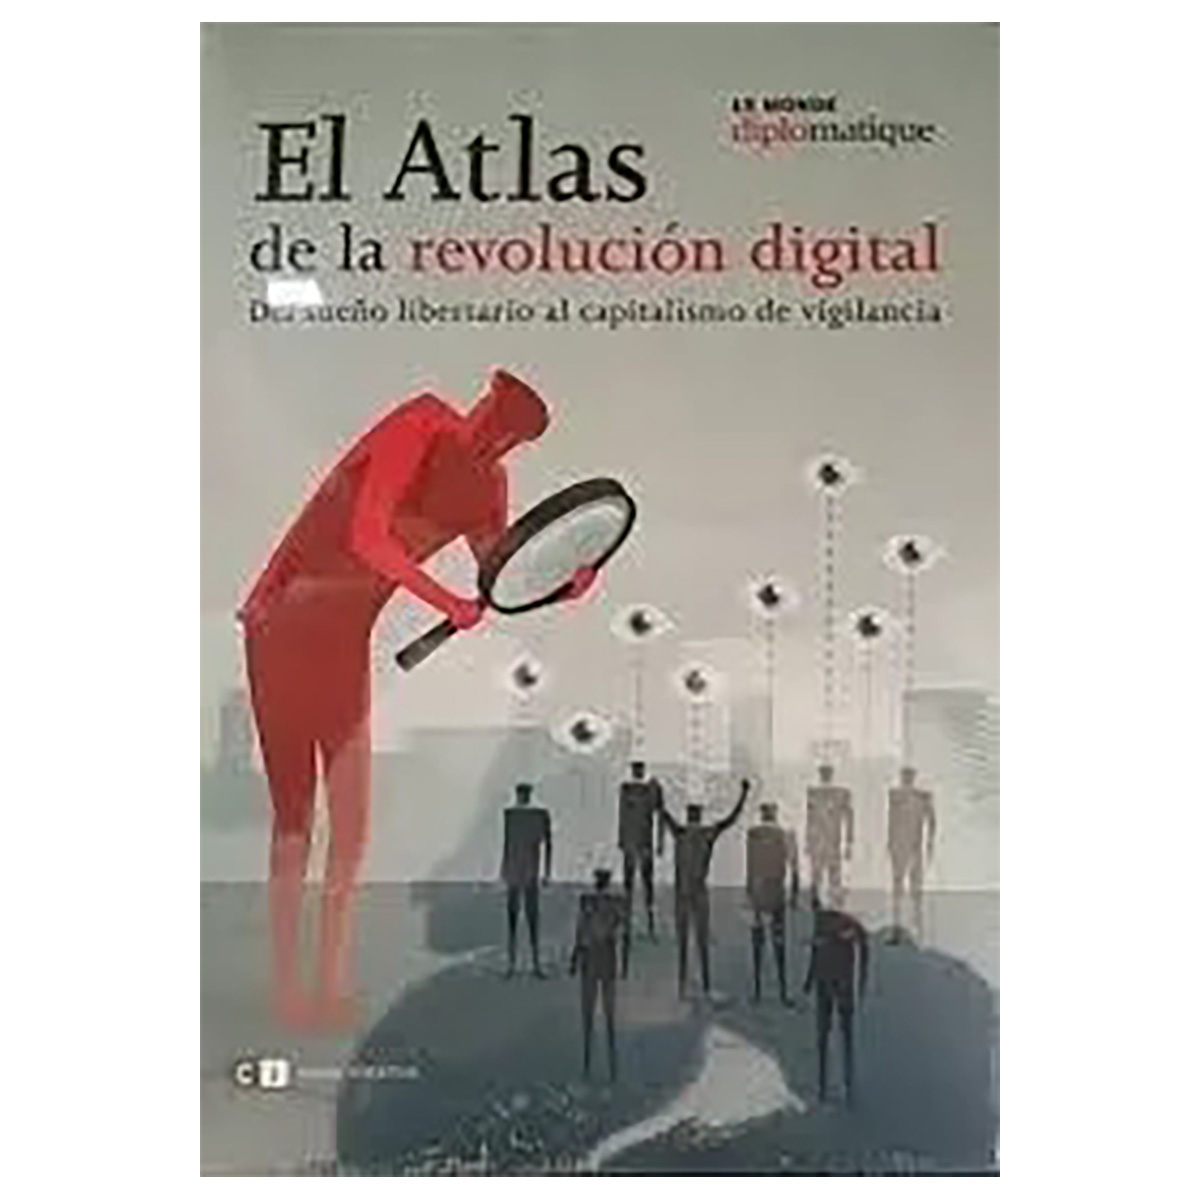 LE MONDE
diplomatique
El Atlas
de la revolución digital
Del sueño libertario al capitalismo de vigilancia
C I